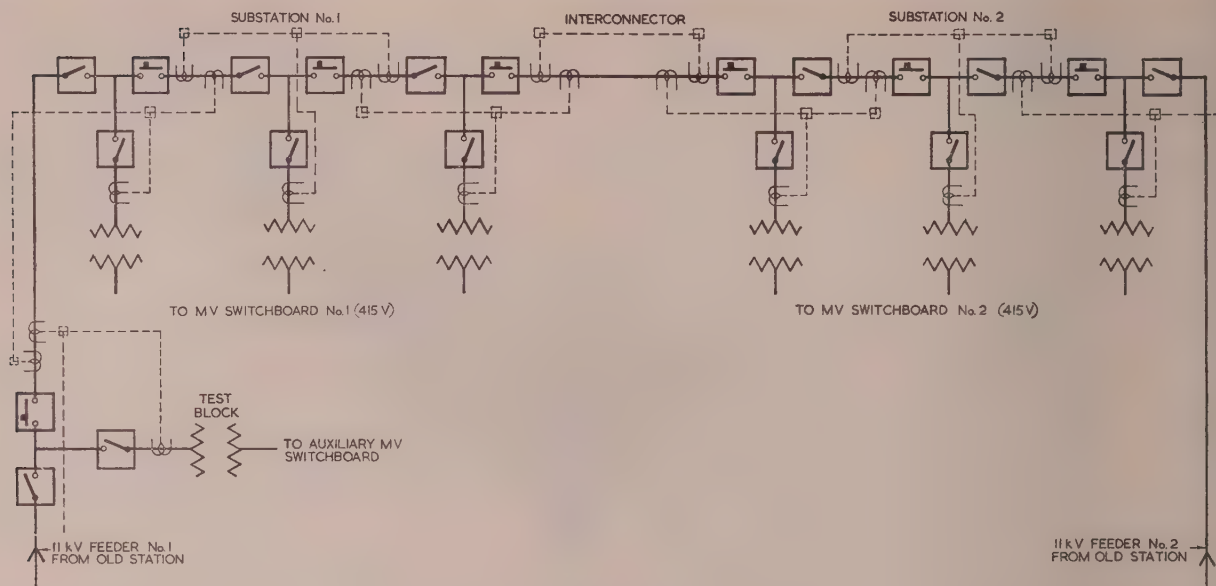 SUBSTATION No.1
INTERCONNECTOR
SUBSTATION No. 2
TO MV SWITCHBOARD No.1 (415V)
TO MV SWITCHBOARD No.2 (415V)
TEST
BLOCK
TO AUXILIARY MV
SWITCHBOARD
11 kV FEEDER No.1
FROM OLD STATION
11 kV FEEDER No.2
FROM OLD STATION